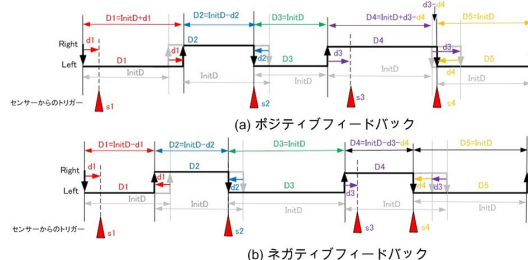 D1=InitD+d1 D2=InitD-d2 D3=InitD D4=InitD+d3-d4 d3-d4 D5=InitD
Right d1 D2 d1 d2 D4 d3 d3
Left D1 D3 d4 D5
InitD InitD InitD InitD InitD
センサーからのトリガー s1 s2 s3 s4
(a) ポジティブフィードバック
D1=InitD-d1 D2=InitD-d2 D3=InitD D4=InitD-d3-d4 D5=InitD
Right d1 D2 D4
Left D1 d1 d2 D3 d3 d4 d3 D5
InitD InitD InitD InitD InitD
センサーからのトリガー s1 s2 s3 s4
(b) ネガティブフィードバック